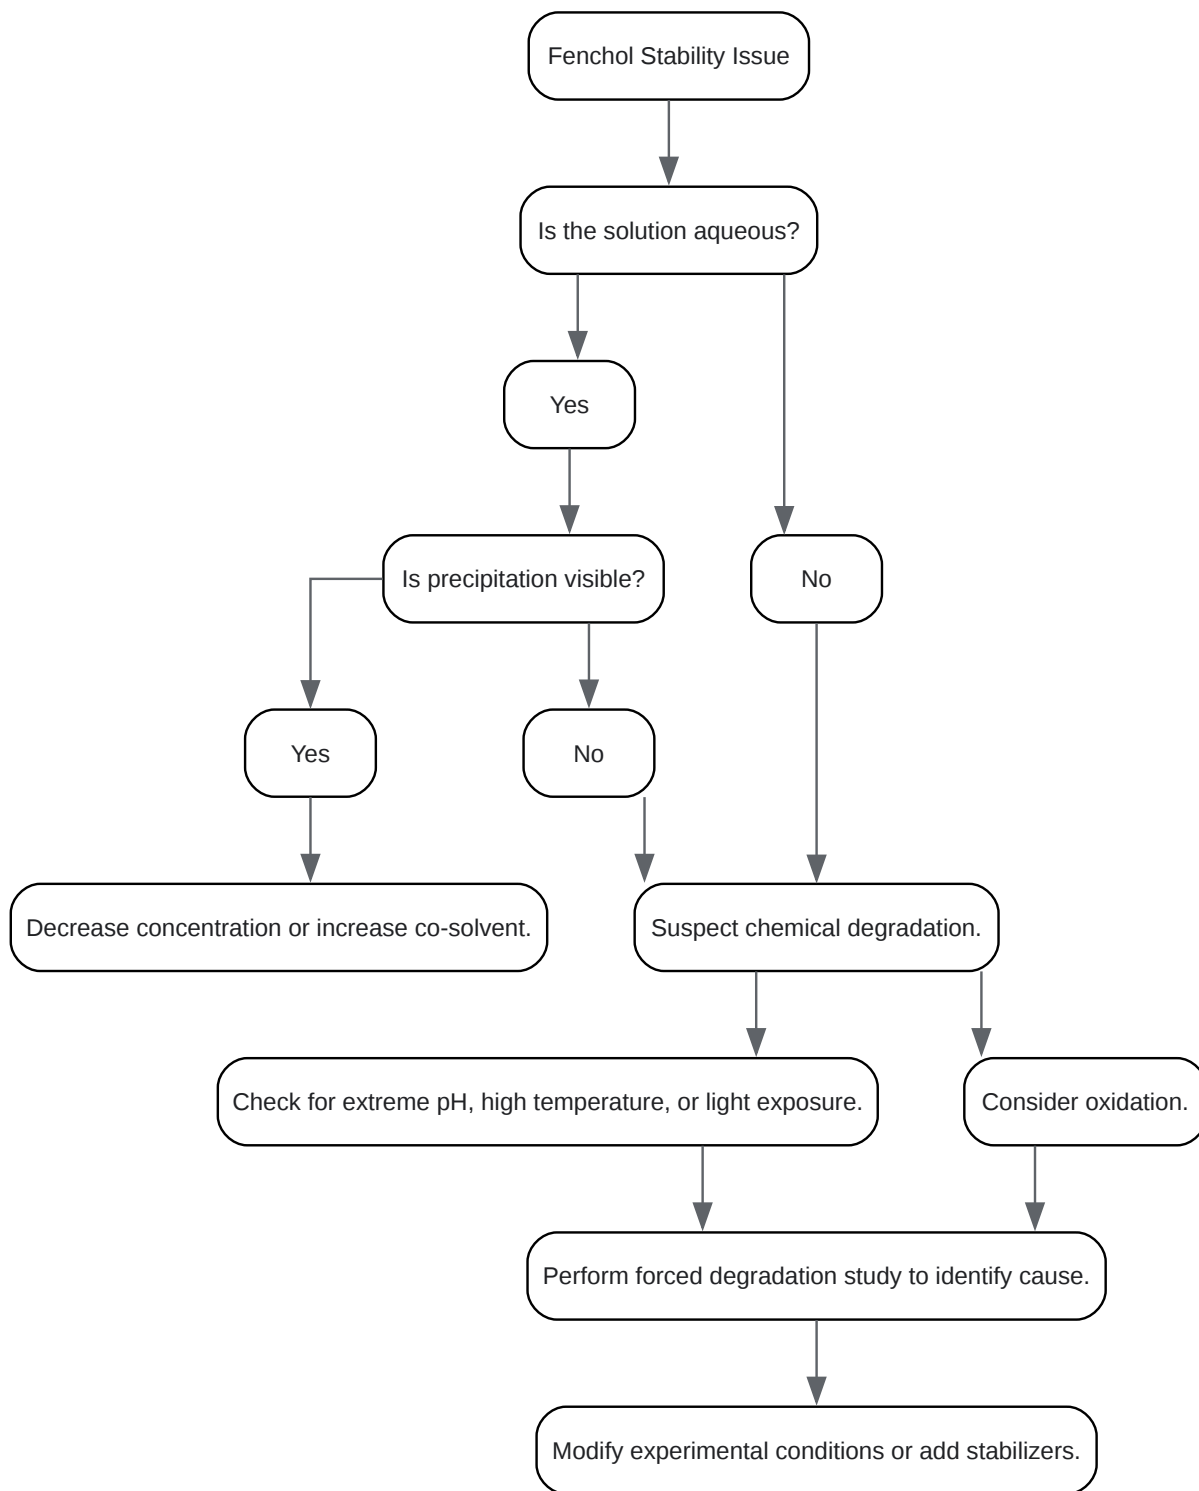 Fenchol Stability Issue
Is the solution aqueous?
Yes
Is precipitation visible?
No
Yes
No
Decrease concentration or increase co-solvent.
Suspect chemical degradation.
Check for extreme pH, high temperature, or light exposure.
Consider oxidation.
Perform forced degradation study to identify cause.
Modify experimental conditions or add stabilizers.